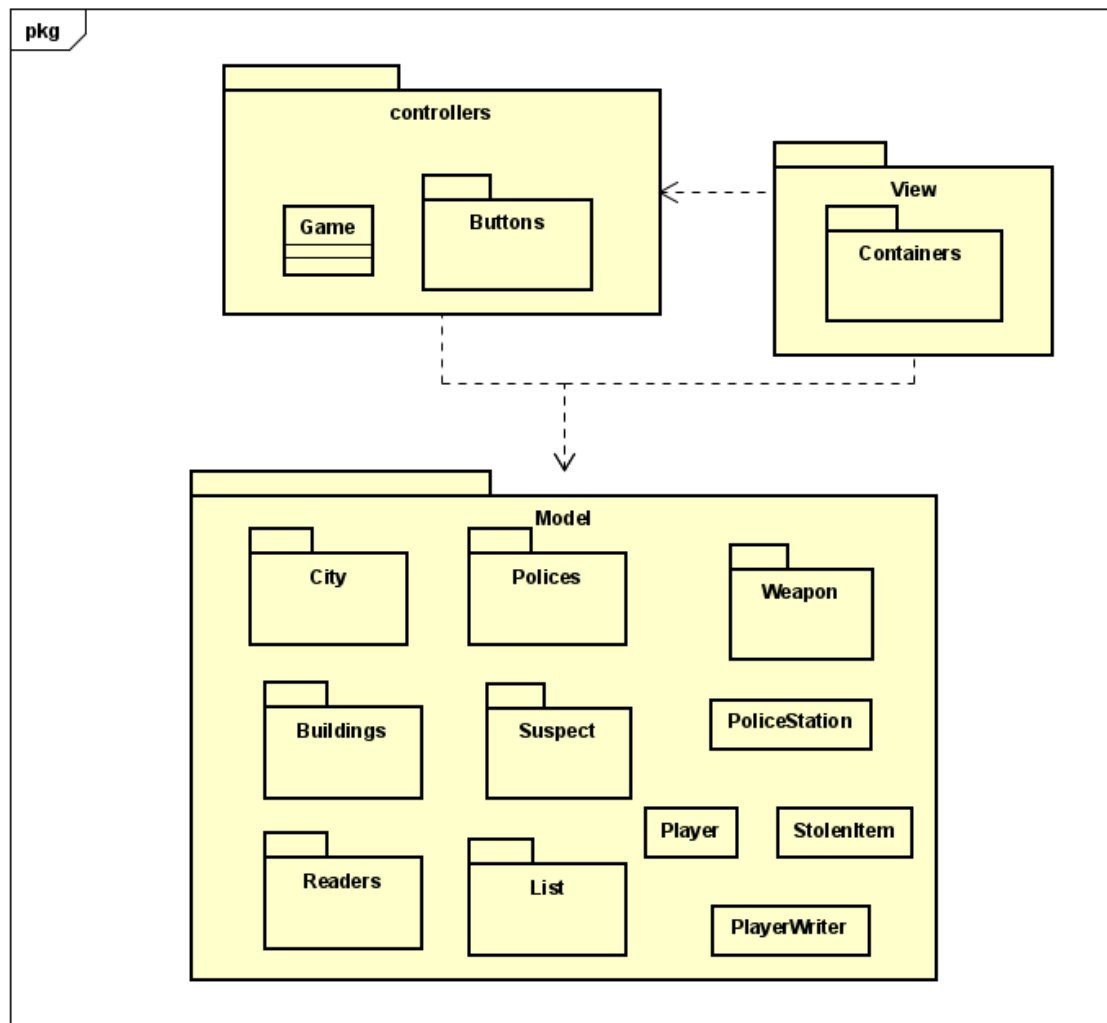 pkg
controllers
Game
Buttons
View
Containers
Model
City
Polices
Weapon
Buildings
Suspect
PoliceStation
Player
StolenItem
Readers
List
PlayerWriter